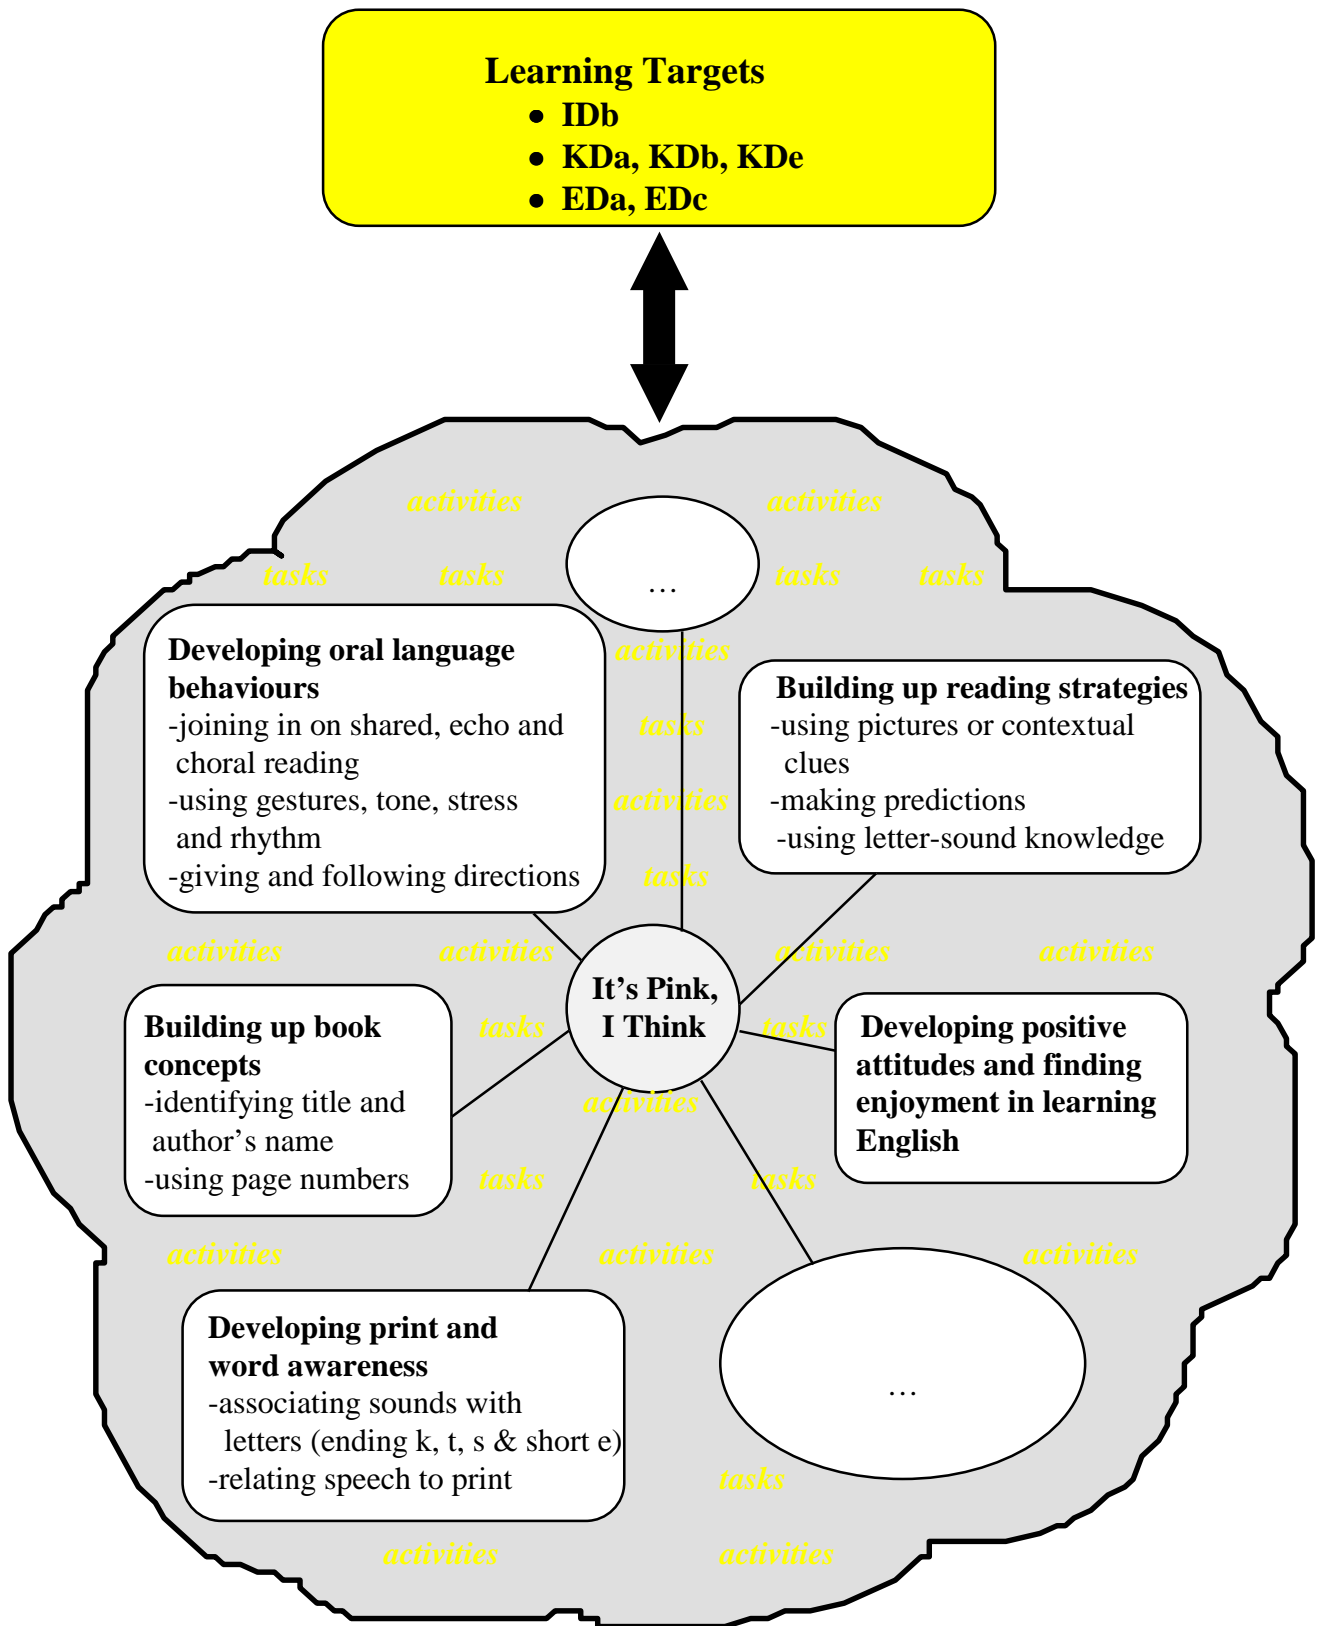 Learning Targets
• IDb
• KDa, KDb, KDe
• EDa, EDc
activities activities
…
tasks tasks tasks tasks
Developing oral language
behaviours
-joining in on shared, echo and
choral reading
-using gestures, tone, stress
and rhythm
-giving and following directions
activities
tasks
activities
tasks
Building up reading strategies
-using pictures or contextual
clues
-making predictions
-using letter-sound knowledge
activities activities activities activities
It’s Pink,
I Think
tasks tasks
Building up book
concepts
-identifying title and
author’s name
-using page numbers
Developing positive
attitudes and finding
enjoyment in learning
English
activities
tasks tasks
activities activities activities
Developing print and
word awareness
-associating sounds with
letters (ending k, t, s & short e)
-relating speech to print
…
tasks
activities activities